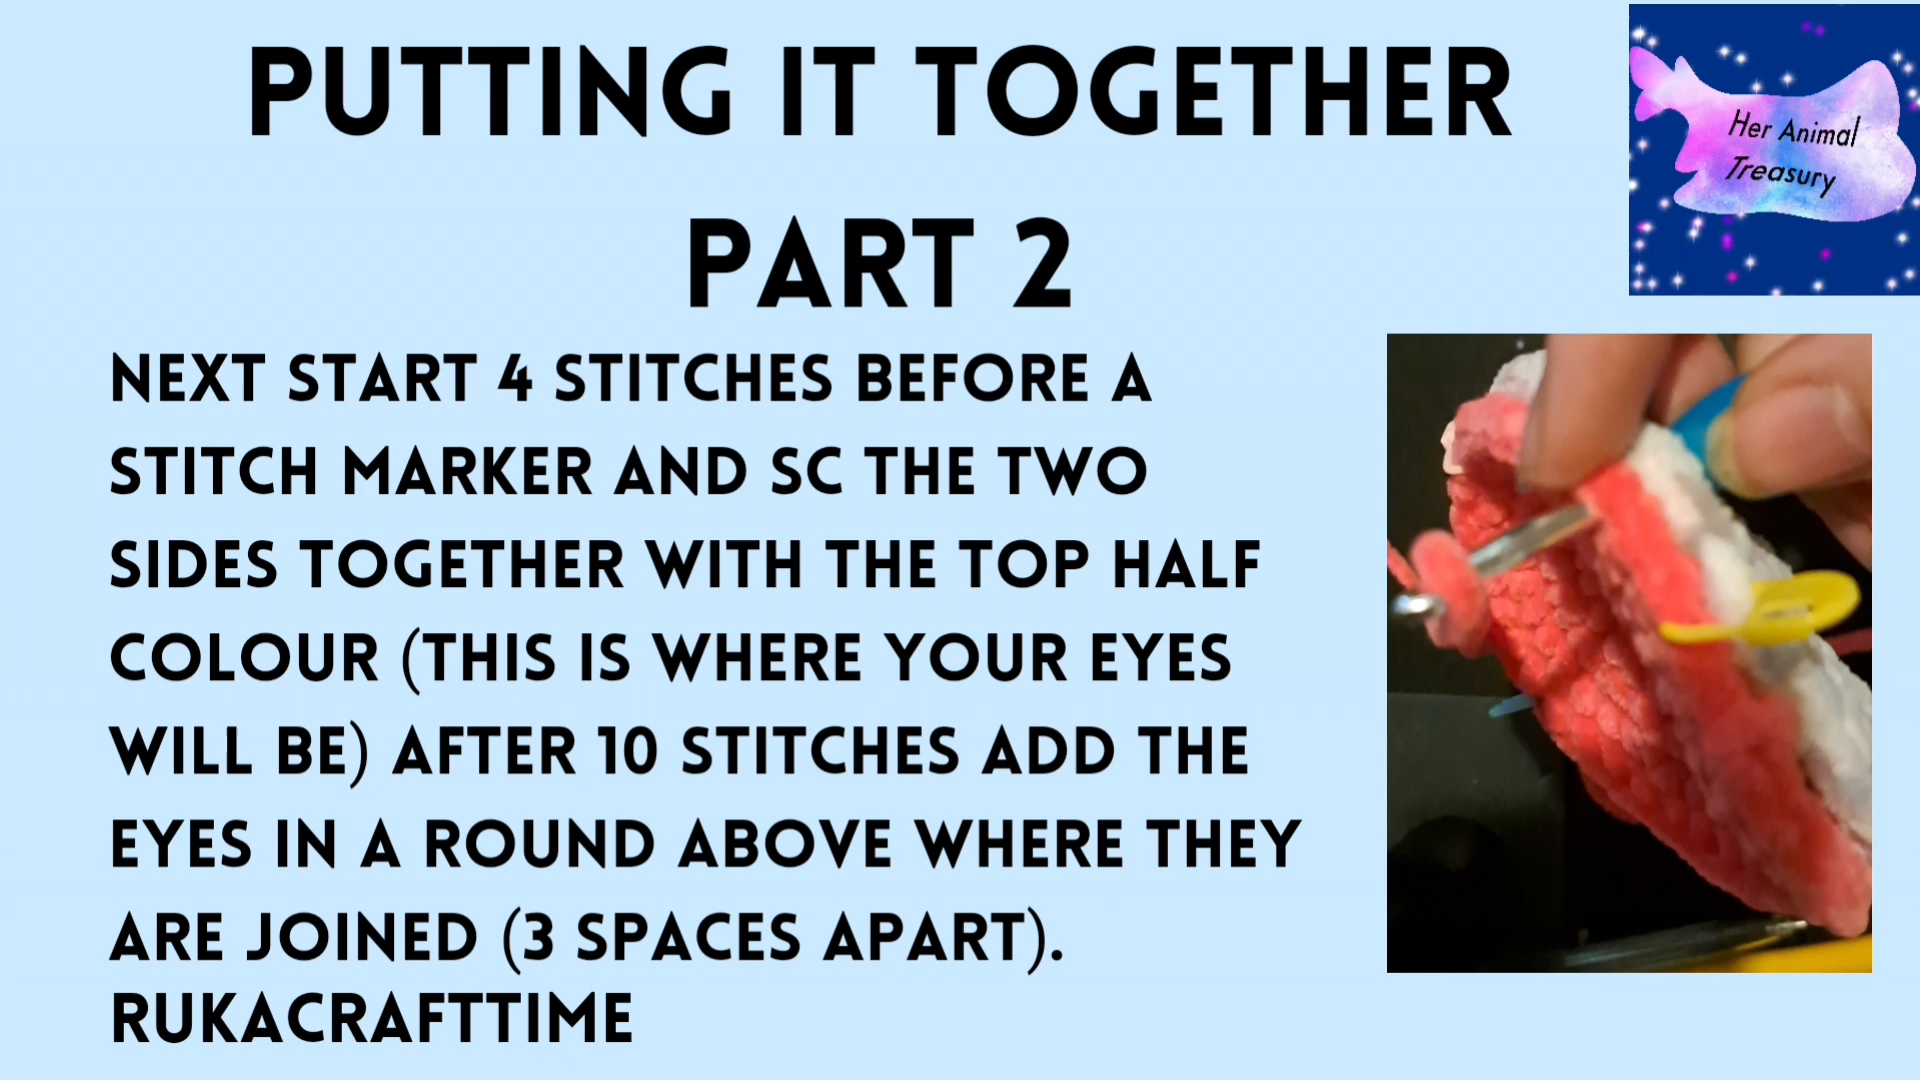 PUTTING IT TOGETHER
PART 2
Her Animal
Treasury
NEXT START 4 STITCHES BEFORE A
STITCH MARKER AND SC THE TWO
SIDES TOGETHER WITH THE TOP HALF
COLOUR (THIS IS WHERE YOUR EYES
WILL BE) AFTER 10 STITCHES ADD THE
EYES IN A ROUND ABOVE WHERE THEY
ARE JOINED (3 SPACES APART).
RUKACRAFTTIME